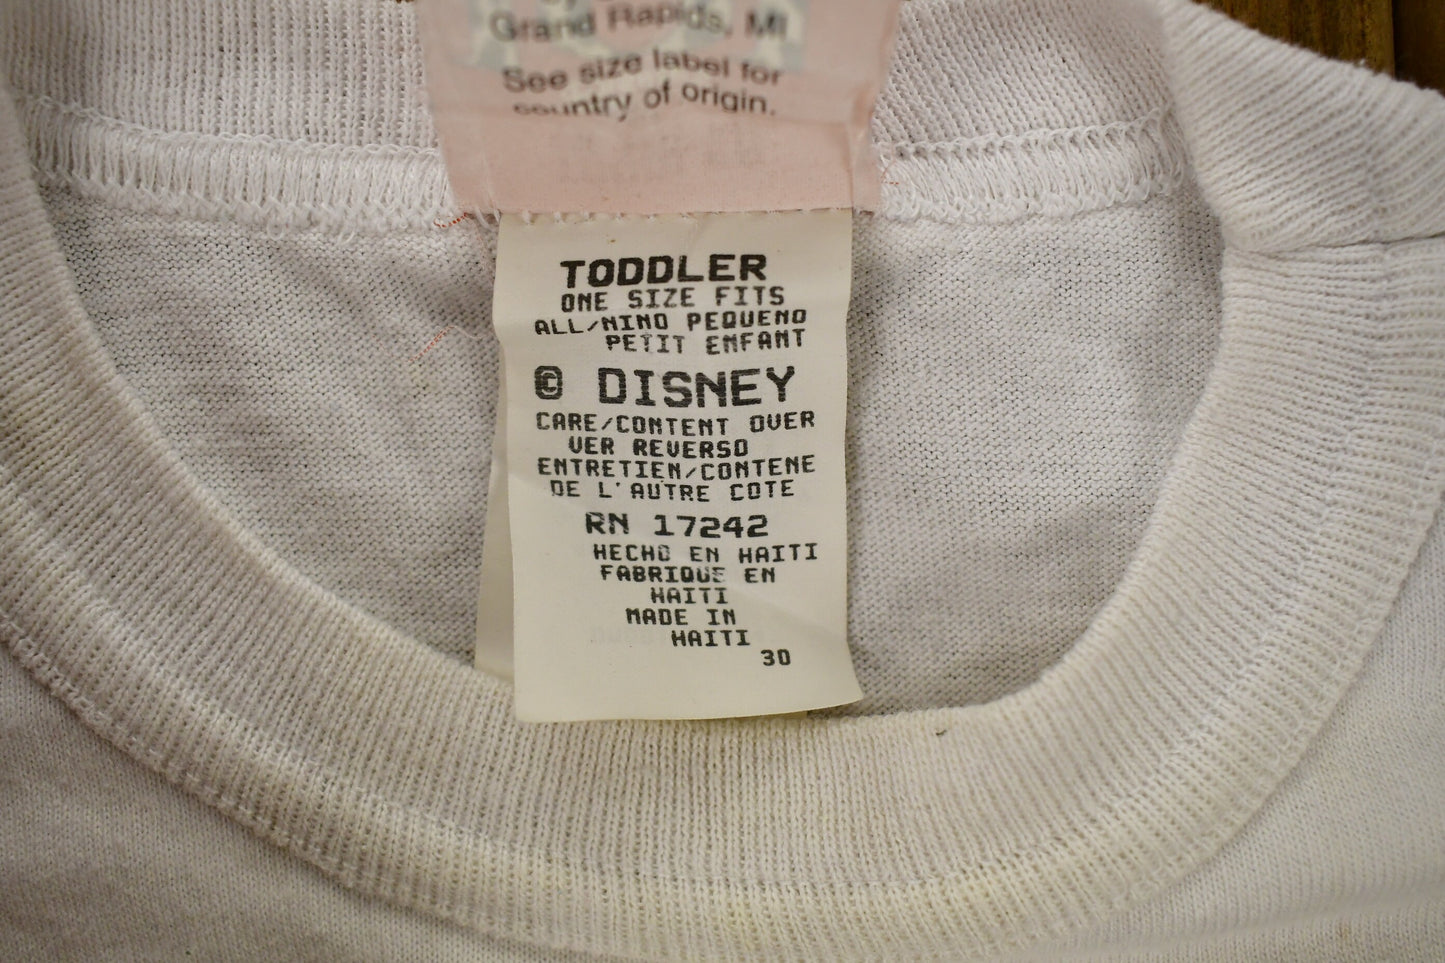 Grand Rapids, MI
See size label for
country of origin.
TODDLER
ONE SIZE FITS
ALL/NINO PEQUENO
PETIT ENFANT
© DISNEY
CARE/CONTENT OVER
VER REVERSO
ENTRETIEN/CONTENE
DE L'AUTRE COTE
RN 17242
HECHO EN HAITI
FABRIQUE EN
HAITI
MADE IN
HAITI
30